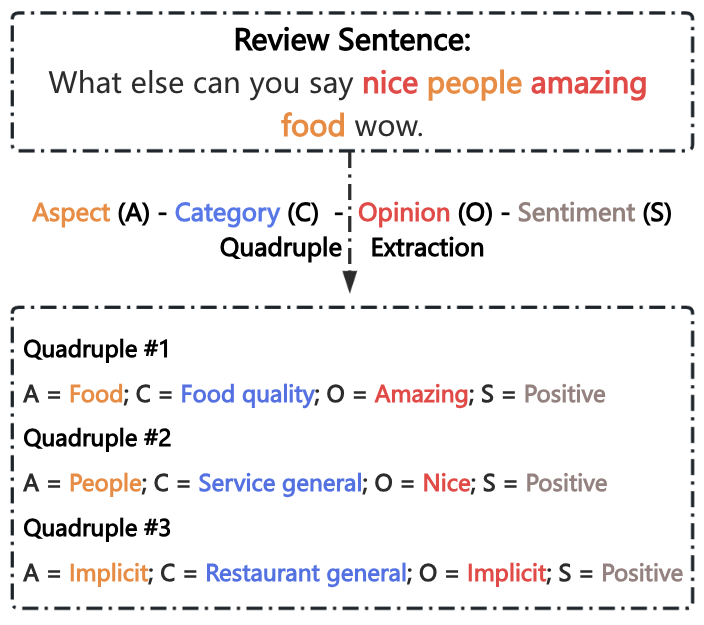 Review Sentence:
What else can you say nice people amazing
food wow.
Aspect (A) - Category (C) - Opinion (O) - Sentiment (S)
Quadruple Extraction
Quadruple #1
A = Food; C = Food quality; O = Amazing; S = Positive
Quadruple #2
A = People; C = Service general; O = Nice; S = Positive
Quadruple #3
A = Implicit; C = Restaurant general; O = Implicit; S = Positive